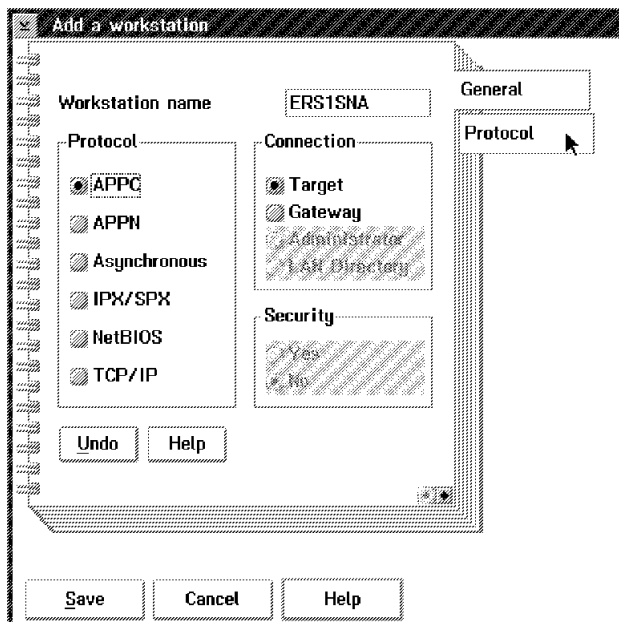 Add a workstation
General
Protocol
Workstation name ERS1SNA
Protocol
APPC
APPN
Asynchronous
IPX/SPX
NetBIOS
TCP/IP
Connection
Target
Gateway
Administrator
LAN Directory
Security
Yes
No
Undo Help
Save Cancel Help